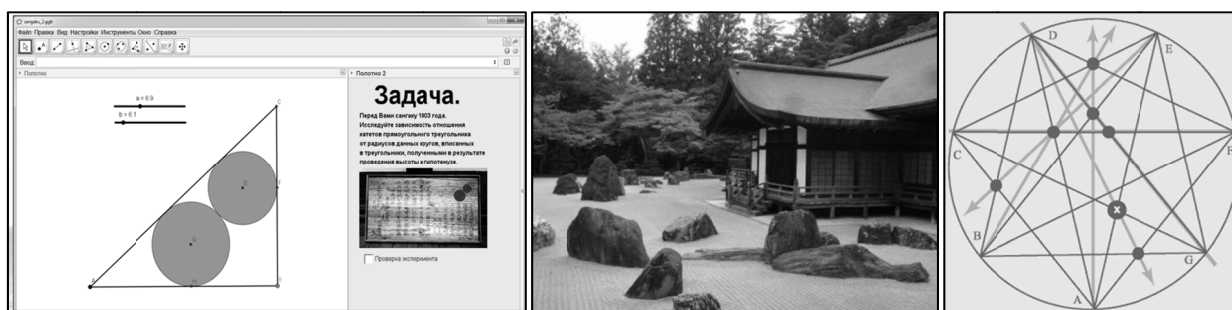 sangaku_2.ggb
Файл Правка Вид Настройки Инструменты Окно Справка
Ввод:
Полотно
Полотно 2
a = 6.9
b = 6.1
C
E
F
G
A
H
Задача.
Перед Вами сангаку 1803 года.
Исследуйте зависимость отношения
катетов прямоугольного треугольника
от радиусов данных кругов, вписанных
в треугольники, полученными в результате
проведения высоты кгипотенузе.
Проверка эксперимента
D
E
C
F
X
B
G
A